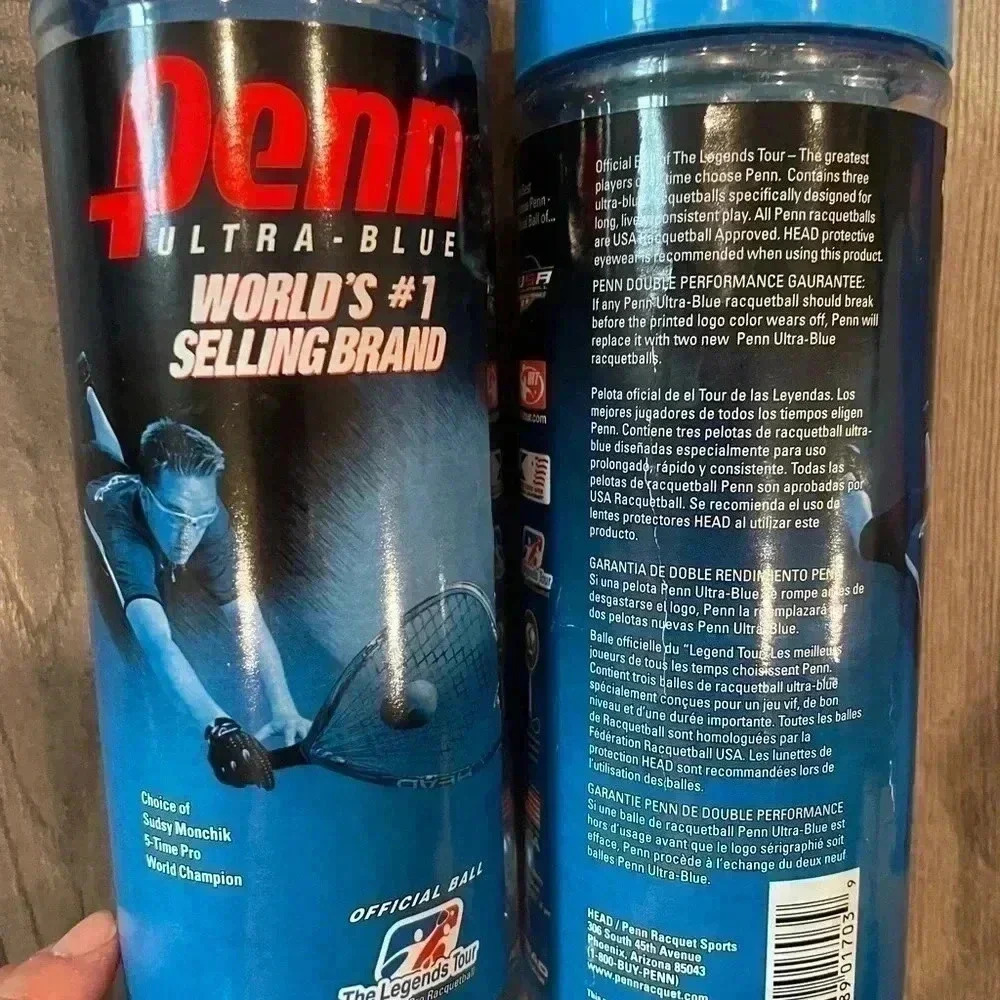 Penn
ULTRA-BLUE
WORLD'S #1
SELLING BRAND
Choice of
Sudsy Monchik
5-Time Pro
World Champion
OFFICIAL BALL
The Legends Tour
Pro Racquetball
HEAD
Official of The Legends Tour – The greatest
players time choose Penn. Contains three
ultra-blue specifically designed for
long, consistent play. All Penn racquetballs
are USA Racquetball Approved. HEAD protective
eyewear is recommended when using this product.
PENN DOUBLE PERFORMANCE GAURANTEE:
If any Penn Ultra-Blue racquetball should break
before the printed logo color wears off, Penn will
replace it with two new Penn Ultra-Blue
racquetballs.
Pelota oficial de el Tour de las Leyendas. Los
mejores jugadores de todos los tiempos eligen
Penn. Contiene tres pelotas de racquetball ultra-
blue diseñadas especialmente para uso
prolongado, rápido y consistente. Todas las
pelotas de racquetball Penn son aprobadas por
USA Racquetball. Se recomienda el uso de
lentes protectores HEAD al utilizar este
producto.
GARANTIA DE DOBLE RENDIMIENTO PENN
Si una pelota Penn Ultra-Blue se rompe antes de
desgastarse el logo, Penn la reemplazará por
dos pelotas nuevas Penn Ultra Blue.
Balle officielle du "Legend Tour Les meilleurs
joueurs de tous les temps choisissent Penn.
Contient trois balles de racquetball ultra-blue
spécialement conçues pour un jeu vif, de bon
niveau et d'une durée importante. Toutes les balles
de Racquetball sont homologuées par la
Fédération Racquetball USA. Les lunettes de
protection HEAD sont recommandées lors de
l'utilisation des balles.
GARANTIE PENN DE DOUBLE PERFORMANCE
Si une balle de racquetball Penn Ultra-Blue est
hors d'usage avant que le logo sérigraphié soit
efface, Penn procède à l'echange du deux neuf
balles Penn Ultra-Blue.
HEAD / Penn Racquet Sports
306 South 45th Avenue
Phoenix, Arizona 85043
(1-800-BUY-PENN)
www.pennracquet.com
This
901703 9